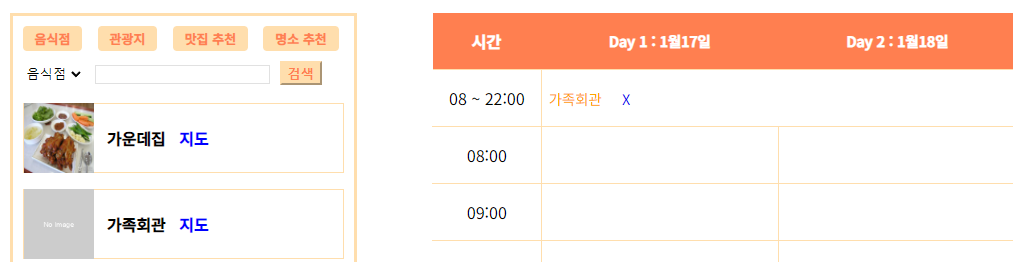 음식점 관광지 맛집 추천 명소 추천
음식점 검색
가운데집 지도
No Image
가족회관 지도
시간 Day 1 : 1월17일 Day 2 : 1월18일
08 ~ 22:00 가족회관 X
08:00
09:00